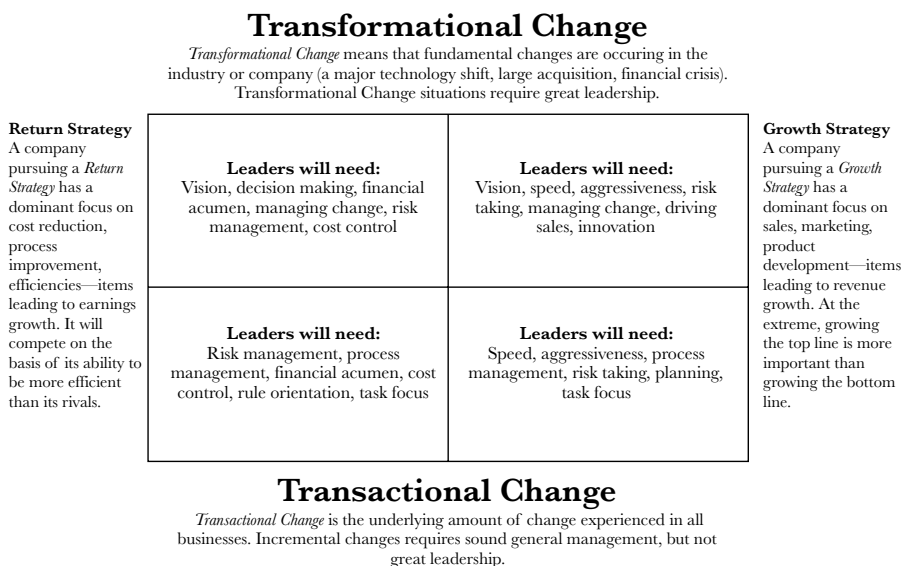 Transformational Change
Transformational Change means that fundamental changes are occuring in the
industry or company (a major technology shift, large acquisition, financial crisis).
Transformational Change situations require great leadership.
Return Strategy
A company
pursuing a Return
Strategy has a
dominant focus on
cost reduction,
process
improvement,
efficiencies—items
leading to earnings
growth. It will
compete on the
basis of its ability to
be more efficient
than its rivals.
Leaders will need:
Vision, decision making, financial
acumen, managing change, risk
management, cost control
Leaders will need:
Vision, speed, aggressiveness, risk
taking, managing change, driving
sales, innovation
Leaders will need:
Risk management, process
management, financial acumen, cost
control, rule orientation, task focus
Leaders will need:
Speed, aggressiveness, process
management, risk taking, planning,
task focus
Growth Strategy
A company
pursuing a Growth
Strategy has a
dominant focus on
sales, marketing,
product
development—items
leading to revenue
growth. At the
extreme, growing
the top line is more
important than
growing the bottom
line.
Transactional Change
Transactional Change is the underlying amount of change experienced in all
businesses. Incremental changes requires sound general management, but not
great leadership.